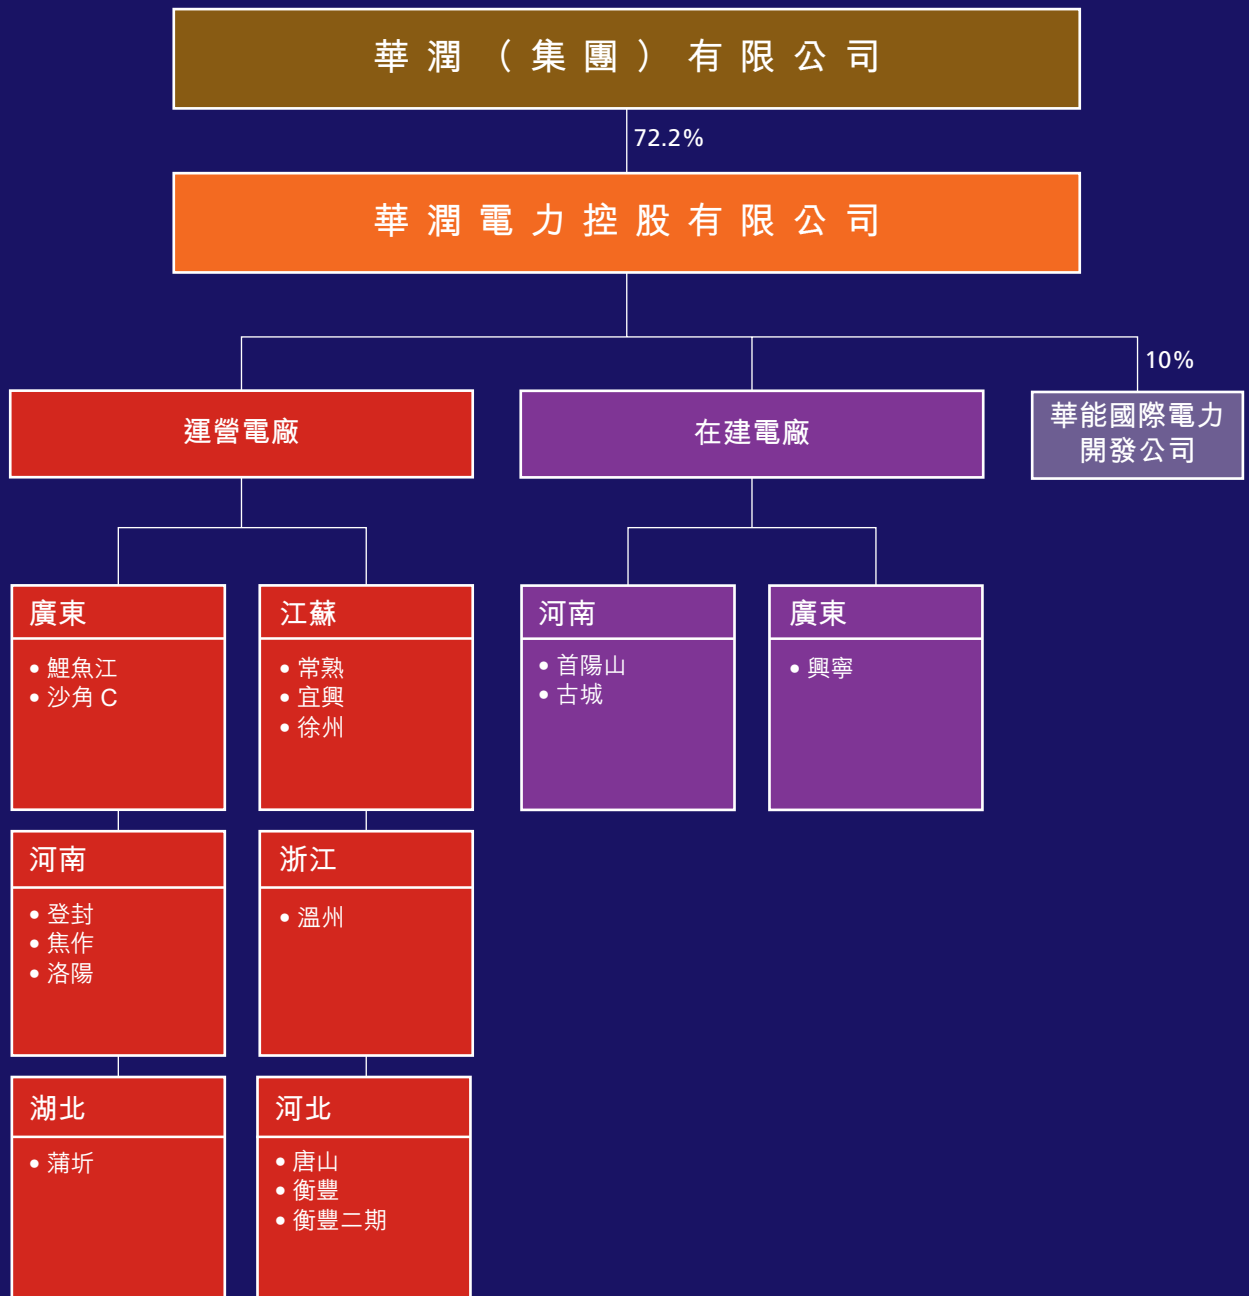 華潤（集團）有限公司
72.2%
華潤電力控股有限公司
10%
運營電廠
在建電廠
華能國際電力
開發公司
廣東
• 鯉魚江
• 沙角 C
江蘇
• 常熟
• 宜興
• 徐州
河南
• 首陽山
• 古城
廣東
• 興寧
河南
• 登封
• 焦作
• 洛陽
浙江
• 溫州
湖北
• 蒲圻
河北
• 唐山
• 衡豐
• 衡豐二期